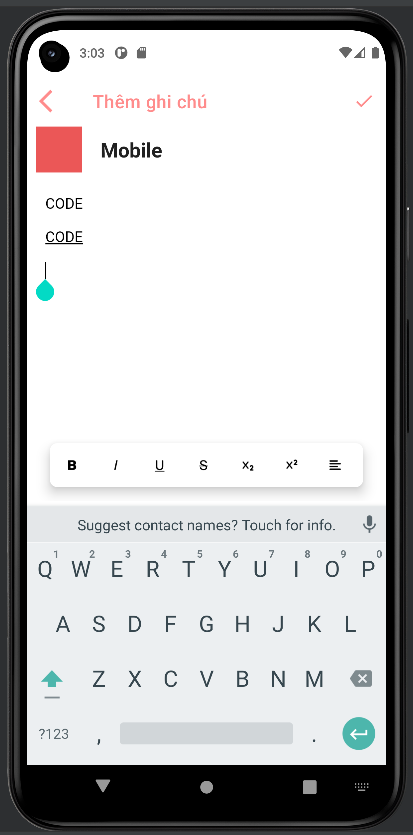 3:03
Thêm ghi chú
Mobile
CODE
CODE
B I U S X₂ X²
Suggest contact names? Touch for info.
1 2 3 4 5 6 7 8 9 0
Q W E R T Y U I O P
A S D F G H J K L
Z X C V B N M
?123 , .